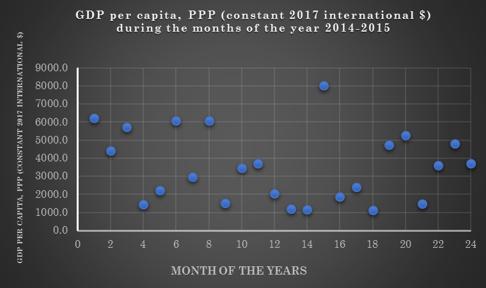 GDP per capita, PPP (constant 2017 international $)
during the months of the year 2014-2015
GDP PER CAPITA, PPP (CONSTANT 2017 INTERNATIONAL $)
9000.0
8000.0
7000.0
6000.0
5000.0
4000.0
3000.0
2000.0
1000.0
0.0
0 2 4 6 8 10 12 14 16 18 20 22 24
MONTH OF THE YEARS